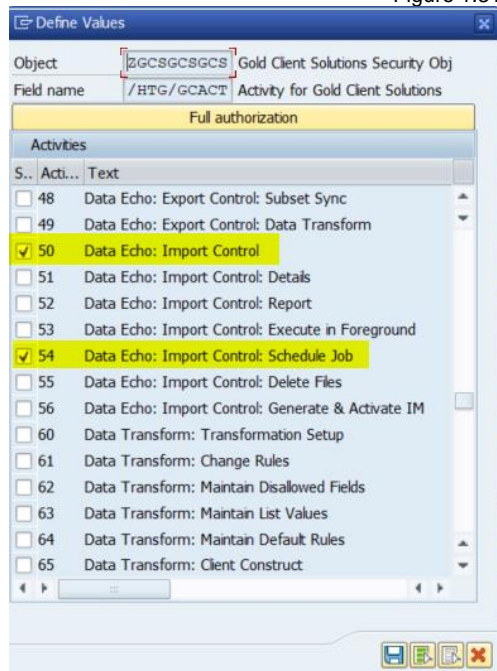 Define Values
Object ZGCSGCSGCS Gold Client Solutions Security Obj
Field name /HTG/GCACT Activity for Gold Client Solutions
Full authorization
Activities
S.. Acti... Text
48 Data Echo: Export Control: Subset Sync
49 Data Echo: Export Control: Data Transform
50 Data Echo: Import Control
51 Data Echo: Import Control: Details
52 Data Echo: Import Control: Report
53 Data Echo: Import Control: Execute in Foreground
54 Data Echo: Import Control: Schedule Job
55 Data Echo: Import Control: Delete Files
56 Data Echo: Import Control: Generate & Activate IM
60 Data Transform: Transformation Setup
61 Data Transform: Change Rules
62 Data Transform: Maintain Disallowed Fields
63 Data Transform: Maintain List Values
64 Data Transform: Maintain Default Rules
65 Data Transform: Client Construct